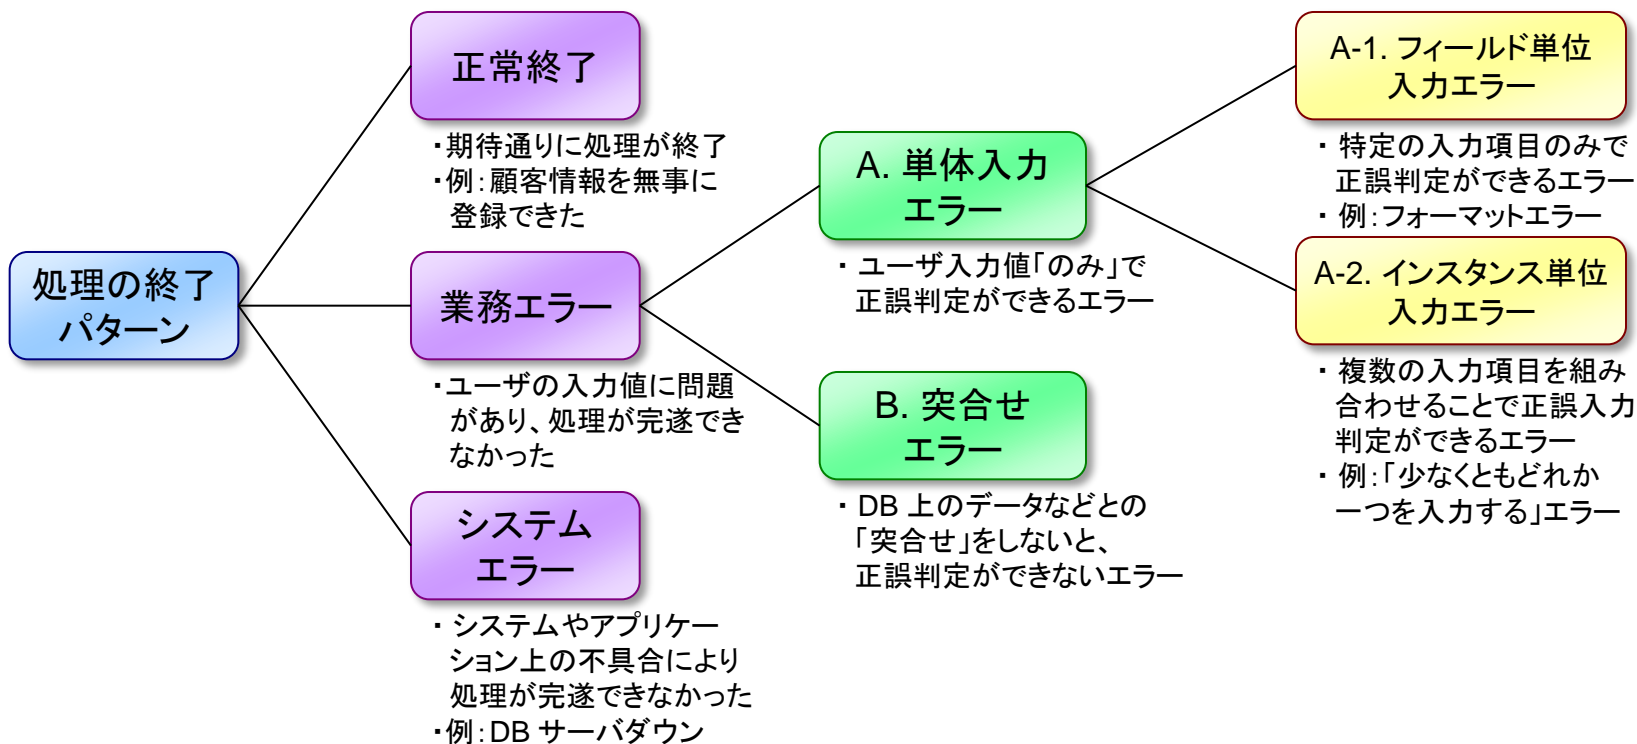 処理の終了
パターン
正常終了
・期待通りに処理が終了
・例：顧客情報を無事に
登録できた
業務エラー
・ユーザの入力値に問題
があり、処理が完遂でき
なかった
システム
エラー
・ システムやアプリケー
ション上の不具合により
処理が完遂できなかった
・例：DB サーバダウン
A. 単体入力
エラー
・ ユーザ入力値「のみ」で
正誤判定ができるエラー
B. 突合せ
エラー
・ DB 上のデータなどとの
「突合せ」をしないと、
正誤判定ができないエラー
A-1. フィールド単位
入力エラー
・ 特定の入力項目のみで
正誤判定ができるエラー
・ 例：フォーマットエラー
A-2. インスタンス単位
入力エラー
・ 複数の入力項目を組み
合わせることで正誤入力
判定ができるエラー
・ 例：「少なくともどれか
一つを入力する」エラー